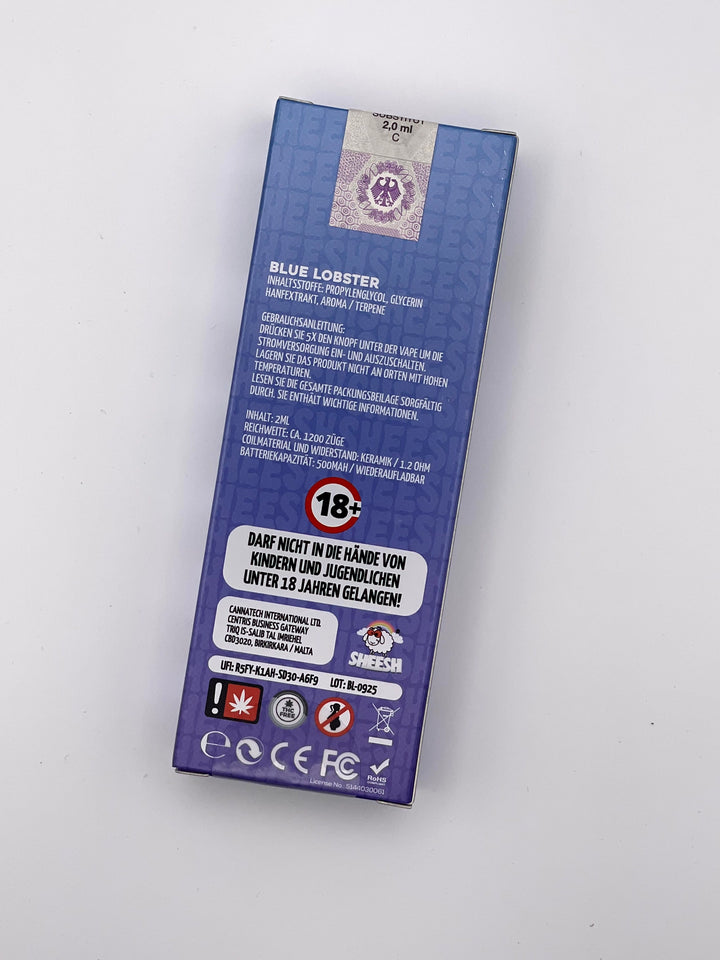 SUBSTITUT
2,0 ml
C
BLUE LOBSTER
INHALTSSTOFFE: PROPYLENGLYCOL, GLYCERIN
HANFEXTRAKT, AROMA / TERPENE
GEBRAUCHSANLEITUNG:
DRÜCKEN SIE 5X DEN KNOPF UNTER DER VAPE UM DIE
STROMVERSORGUNG EIN- UND AUSZUSCHALTEN.
LAGERN SIE DAS PRODUKT NICHT AN ORTEN MIT HOHEN
TEMPERATUREN.
LESEN SIE DIE GESAMTE PACKUNGSBEILAGE SORGFÄLTIG
DURCH. SIE ENTHÄLT WICHTIGE INFORMATIONEN.
INHALT: 2ML
REICHWEITE: CA. 1200 ZÜGE
COILMATERIAL UND WIDERSTAND: KERAMIK / 1.2 OHM
BATTERIEKAPAZITÄT: 500MAH / WIEDERAUFLADBAR
18+
DARF NICHT IN DIE HÄNDE VON
KINDERN UND JUGENDLICHEN
UNTER 18 JAHREN GELANGEN!
CANNATECH INTERNATIONAL LTD.
CENTRIS BUSINESS GATEWAY
TRIQ IS-SALIB TAL IMRIEHEL
CBD3020, BIRKIRKARA / MALTA
SHEESH
UFI: R5FY-K1AH-SD30-A6F9 LOT: BL-0925
!
THC
FREE
e CE FC RoHS
License No. S144030061